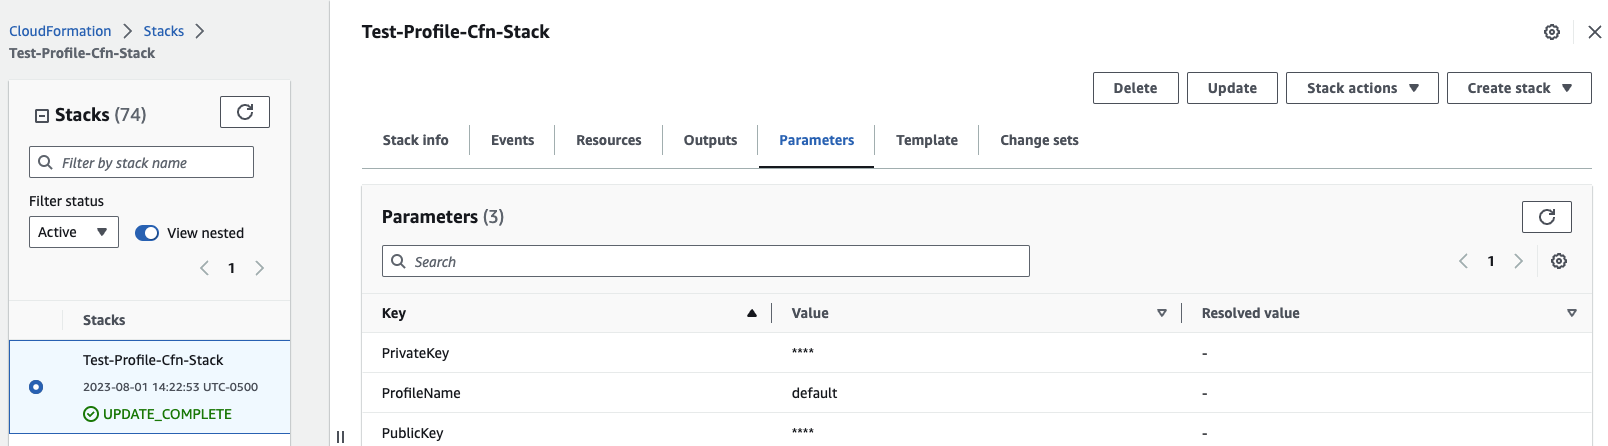 CloudFormation > Stacks >
Test-Profile-Cfn-Stack
Stacks (74)
Filter by stack name
Filter status
Active
View nested
1
Stacks
Test-Profile-Cfn-Stack
2023-08-01 14:22:53 UTC-0500
UPDATE_COMPLETE
Test-Profile-Cfn-Stack
Delete
Update
Stack actions
Create stack
Stack info
Events
Resources
Outputs
Parameters
Template
Change sets
Parameters (3)
Search
1
Key Value Resolved value
PrivateKey **** -
ProfileName default -
PublicKey **** -